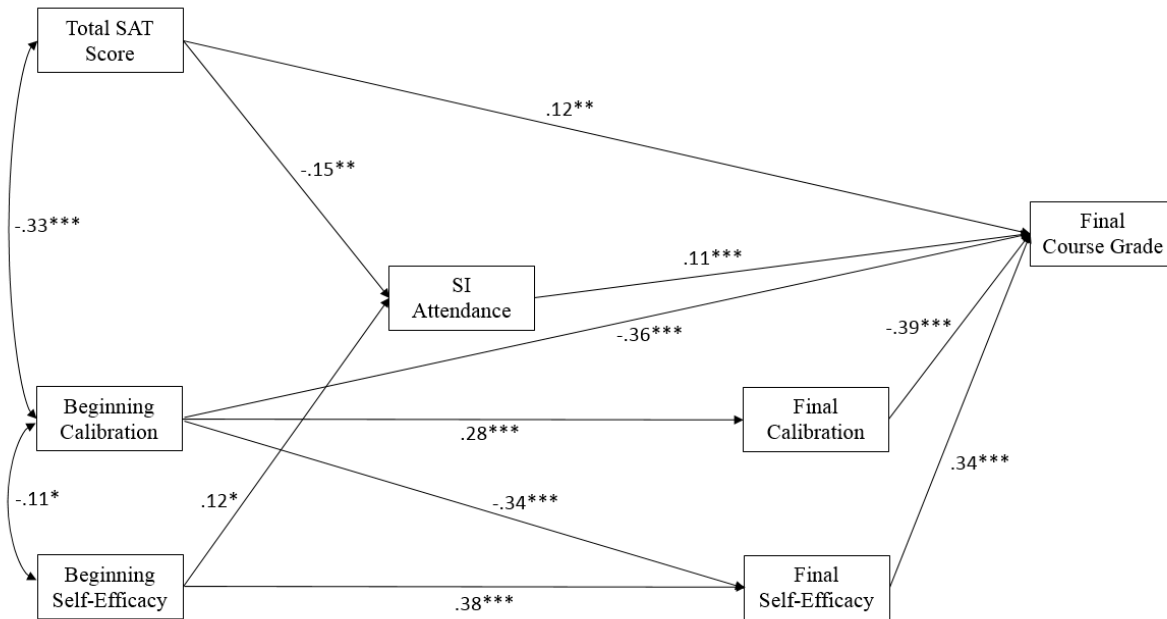 Total SAT
Score
.12**
-.15**
-.33***
Final
Course Grade
SI
Attendance
.11***
-.36***
-.39***
Beginning
Calibration
Final
Calibration
.28***
.34***
-.11*
.12*
-.34***
Beginning
Self-Efficacy
Final
Self-Efficacy
.38***